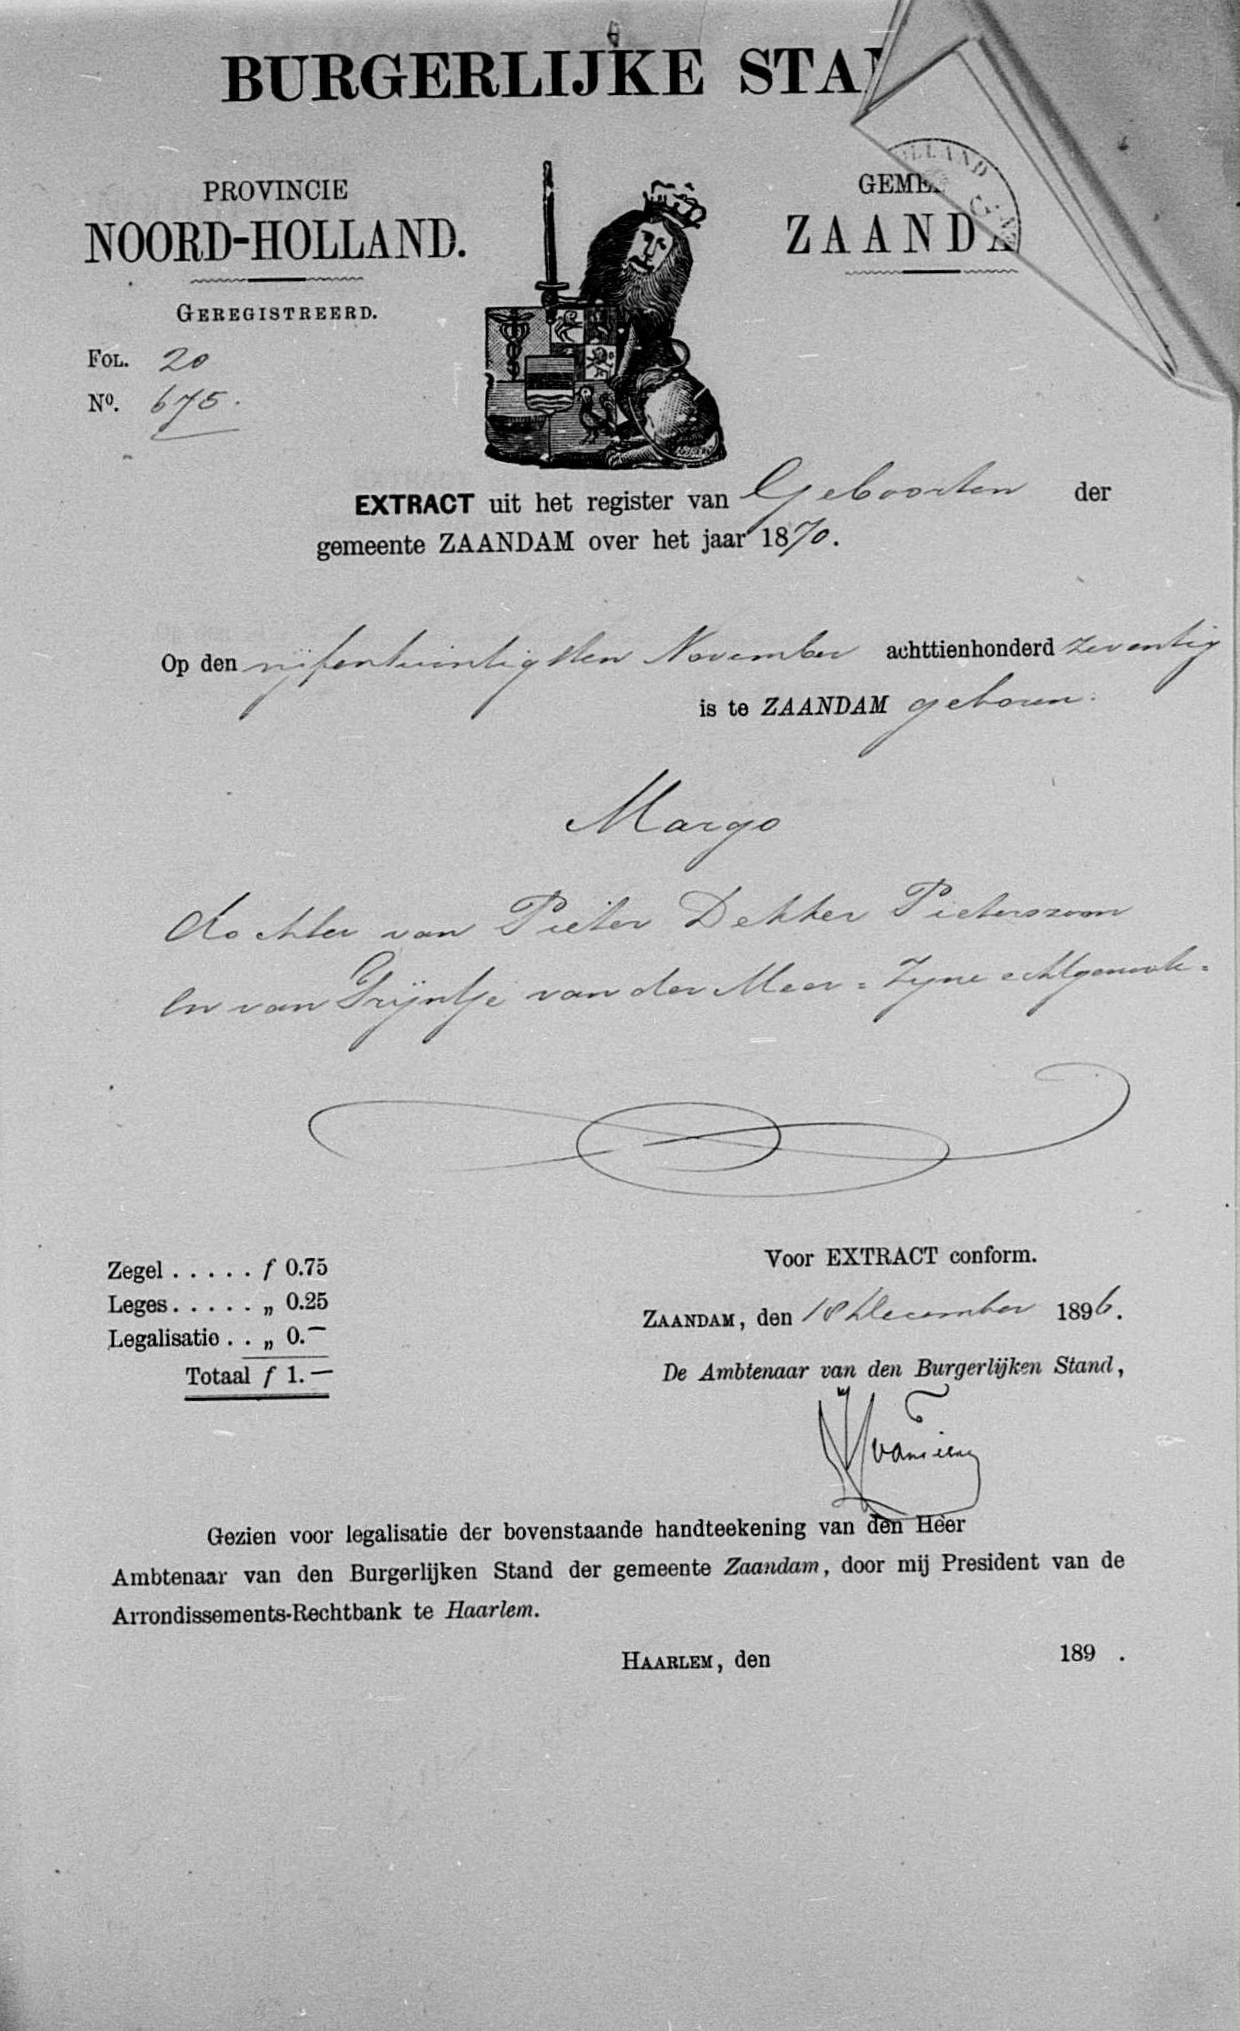 BURGERLIJKE STA
PROVINCIE
NOORD-HOLLAND.
GEREGISTREERD.
FOL. 20
No. 675.
GEME
ZAANDA
OLLAND
EXTRACT uit het register van Geboorten der
gemeente ZAANDAM over het jaar 1870.
Op den vijfentwintigsten November achttienhonderd zeventig
is te ZAANDAM geboren:
Margo
dochter van Pieter Dekker Pieterszoon
en van Grijntje van der Meer = Zyne echtgenoote =
Zegel . . . . . f 0.75
Leges . . . . . „ 0.25
Legalisatie . . „ 0.—
Totaal f 1.—
Voor EXTRACT conform.
ZAANDAM, den 18 December 1896.
De Ambtenaar van den Burgerlijken Stand,
Gezien voor legalisatie der bovenstaande handteekening van den Heer
Ambtenaar van den Burgerlijken Stand der gemeente Zaandam, door mij President van de
Arrondissements-Rechtbank te Haarlem.
HAARLEM, den 189 .